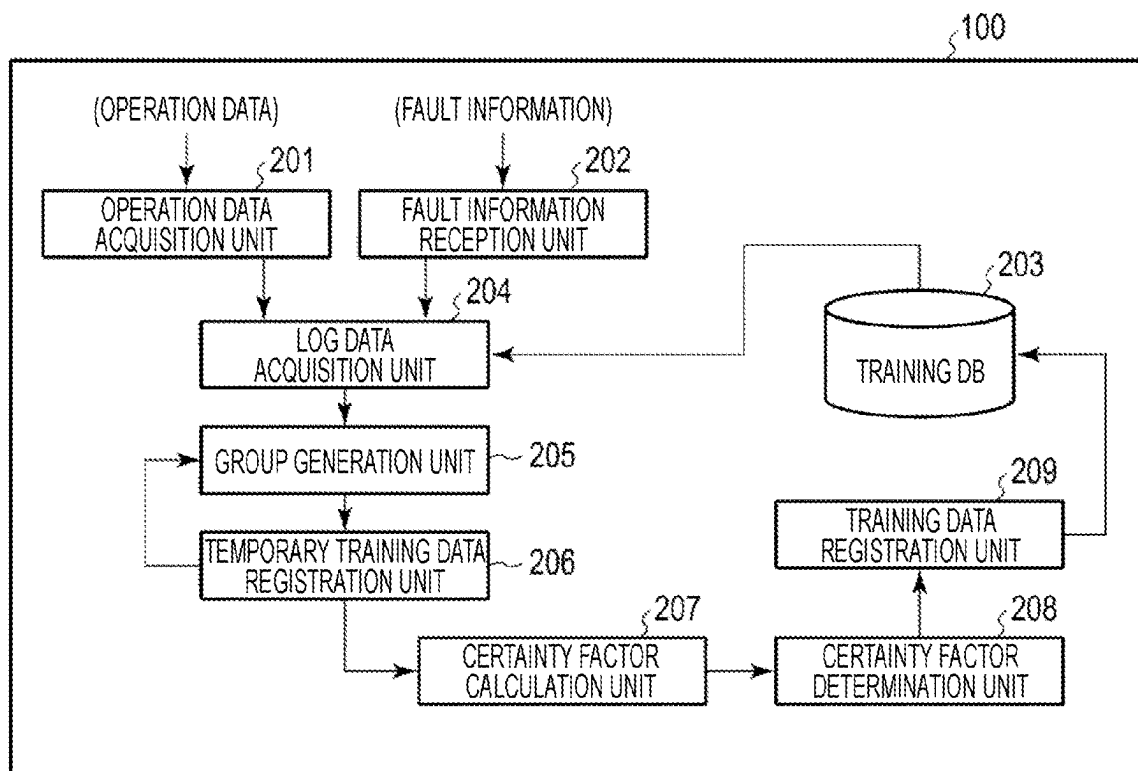 100
(OPERATION DATA)
(FAULT INFORMATION)
201
202
OPERATION DATA
ACQUISITION UNIT
FAULT INFORMATION
RECEPTION UNIT
203
204
LOG DATA
ACQUISITION UNIT
TRAINING DB
GROUP GENERATION UNIT
205
209
TRAINING DATA
REGISTRATION UNIT
TEMPORARY TRAINING DATA
REGISTRATION UNIT
206
207
208
CERTAINTY FACTOR
CALCULATION UNIT
CERTAINTY FACTOR
DETERMINATION UNIT